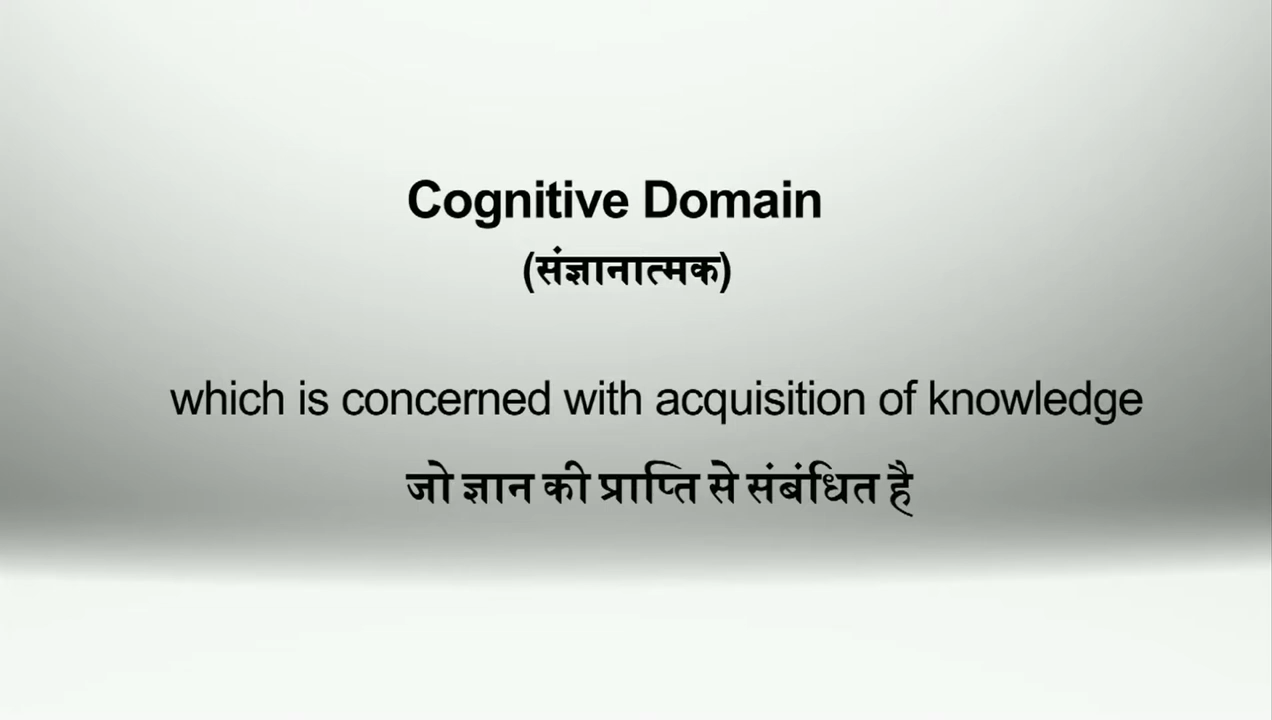 Cognitive Domain
(संज्ञानात्मक)
which is concerned with acquisition of knowledge
जो ज्ञान की प्राप्ति से संबंधित है